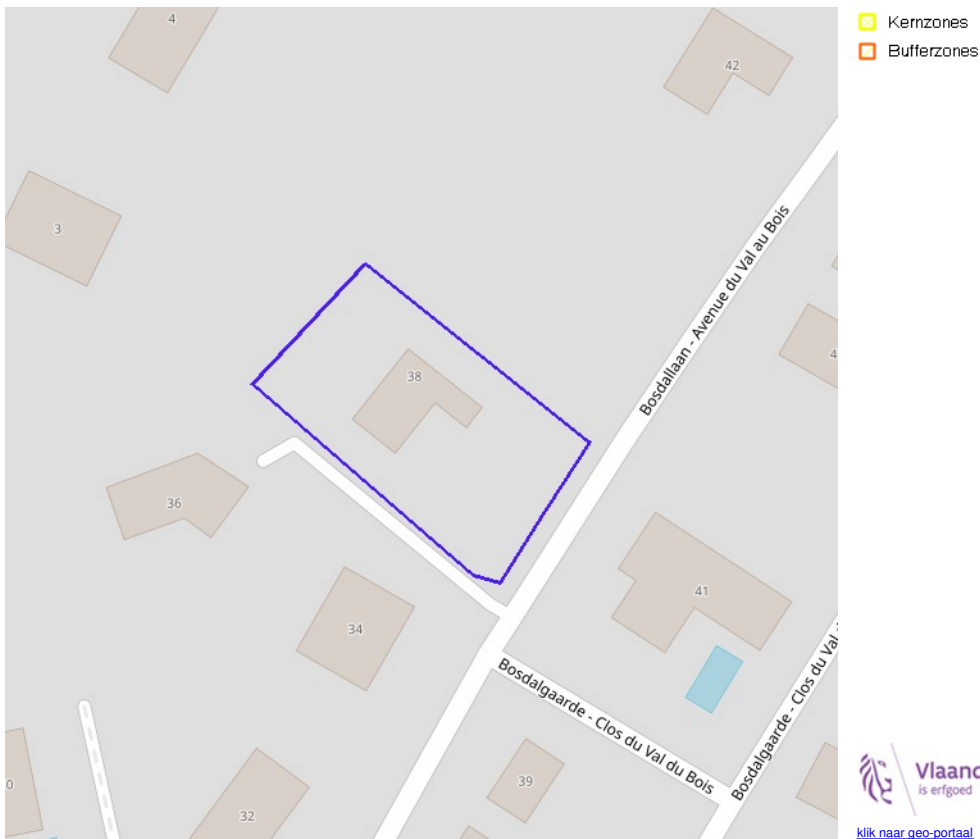 4
42
3
38
Bosdallaan - Avenue du Val au Bois
36
41
34
Bosdalgaarde - Clos du Val du Bois
Bosdalgaarde - Clos du Val
39
32
Kernzones
Bufferzones
is erfgoed
klik naar geo-portaal